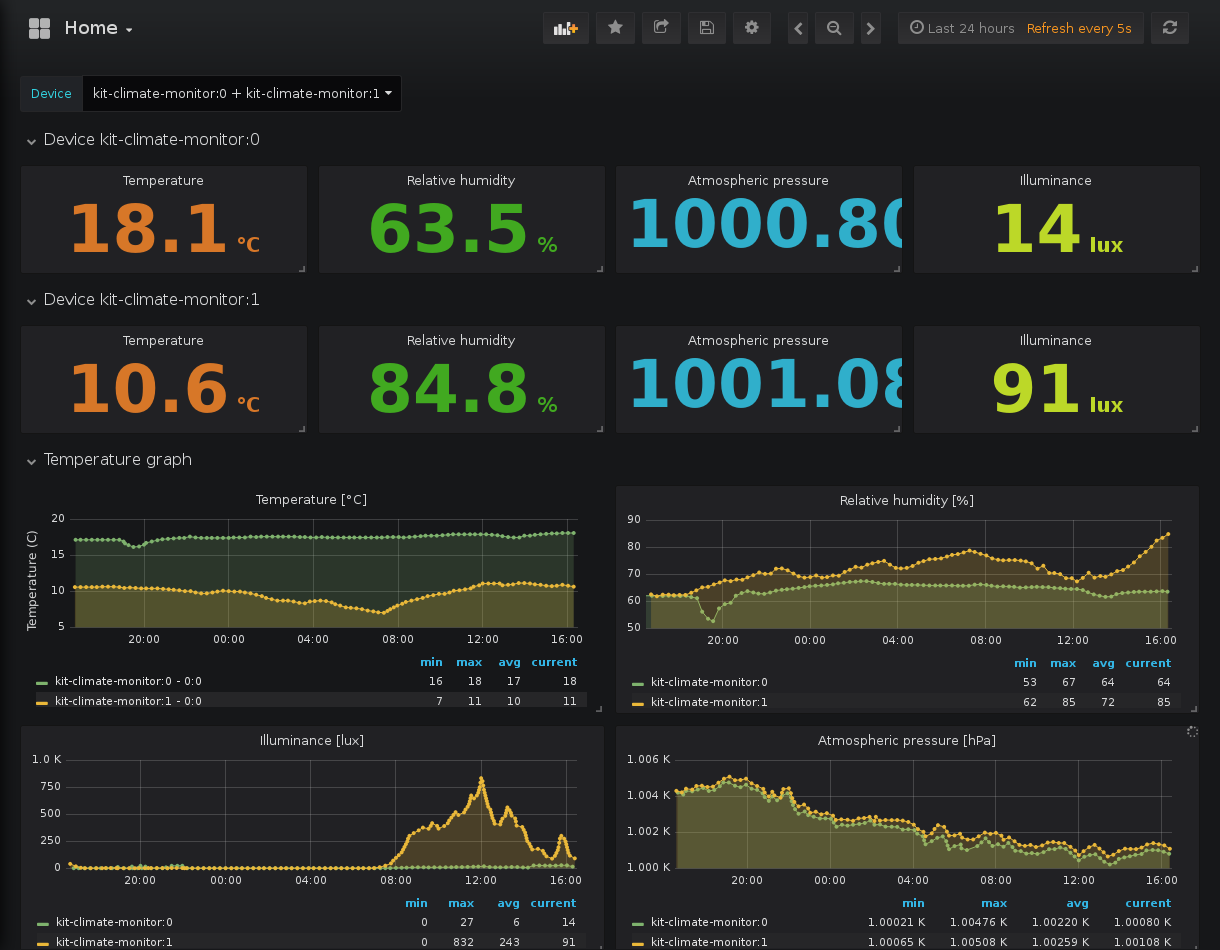 Home
Last 24 hours Refresh every 5s
Device kit-climate-monitor:0 + kit-climate-monitor:1
Device kit-climate-monitor:0
Temperature Relative humidity Atmospheric pressure Illuminance
18.1 °C 63.5 % 1000.80 14 lux
Device kit-climate-monitor:1
Temperature Relative humidity Atmospheric pressure Illuminance
10.6 °C 84.8 % 1001.08 91 lux
Temperature graph
Temperature [°C]
Temperature (C)
20
15
10
5
20:00 00:00 04:00 08:00 12:00 16:00
min max avg current
kit-climate-monitor:0 - 0:0 16 18 17 18
kit-climate-monitor:1 - 0:0 7 11 10 11
Relative humidity [%]
90
80
70
60
50
20:00 00:00 04:00 08:00 12:00 16:00
min max avg current
kit-climate-monitor:0 53 67 64 64
kit-climate-monitor:1 62 85 72 85
Illuminance [lux]
1.0 K
750
500
250
0
20:00 00:00 04:00 08:00 12:00 16:00
min max avg current
kit-climate-monitor:0 0 27 6 14
kit-climate-monitor:1 0 832 243 91
Atmospheric pressure [hPa]
1.006 K
1.004 K
1.002 K
1.000 K
20:00 00:00 04:00 08:00 12:00 16:00
min max avg current
kit-climate-monitor:0 1.00021 K 1.00476 K 1.00220 K 1.00080 K
kit-climate-monitor:1 1.00065 K 1.00508 K 1.00259 K 1.00108 K